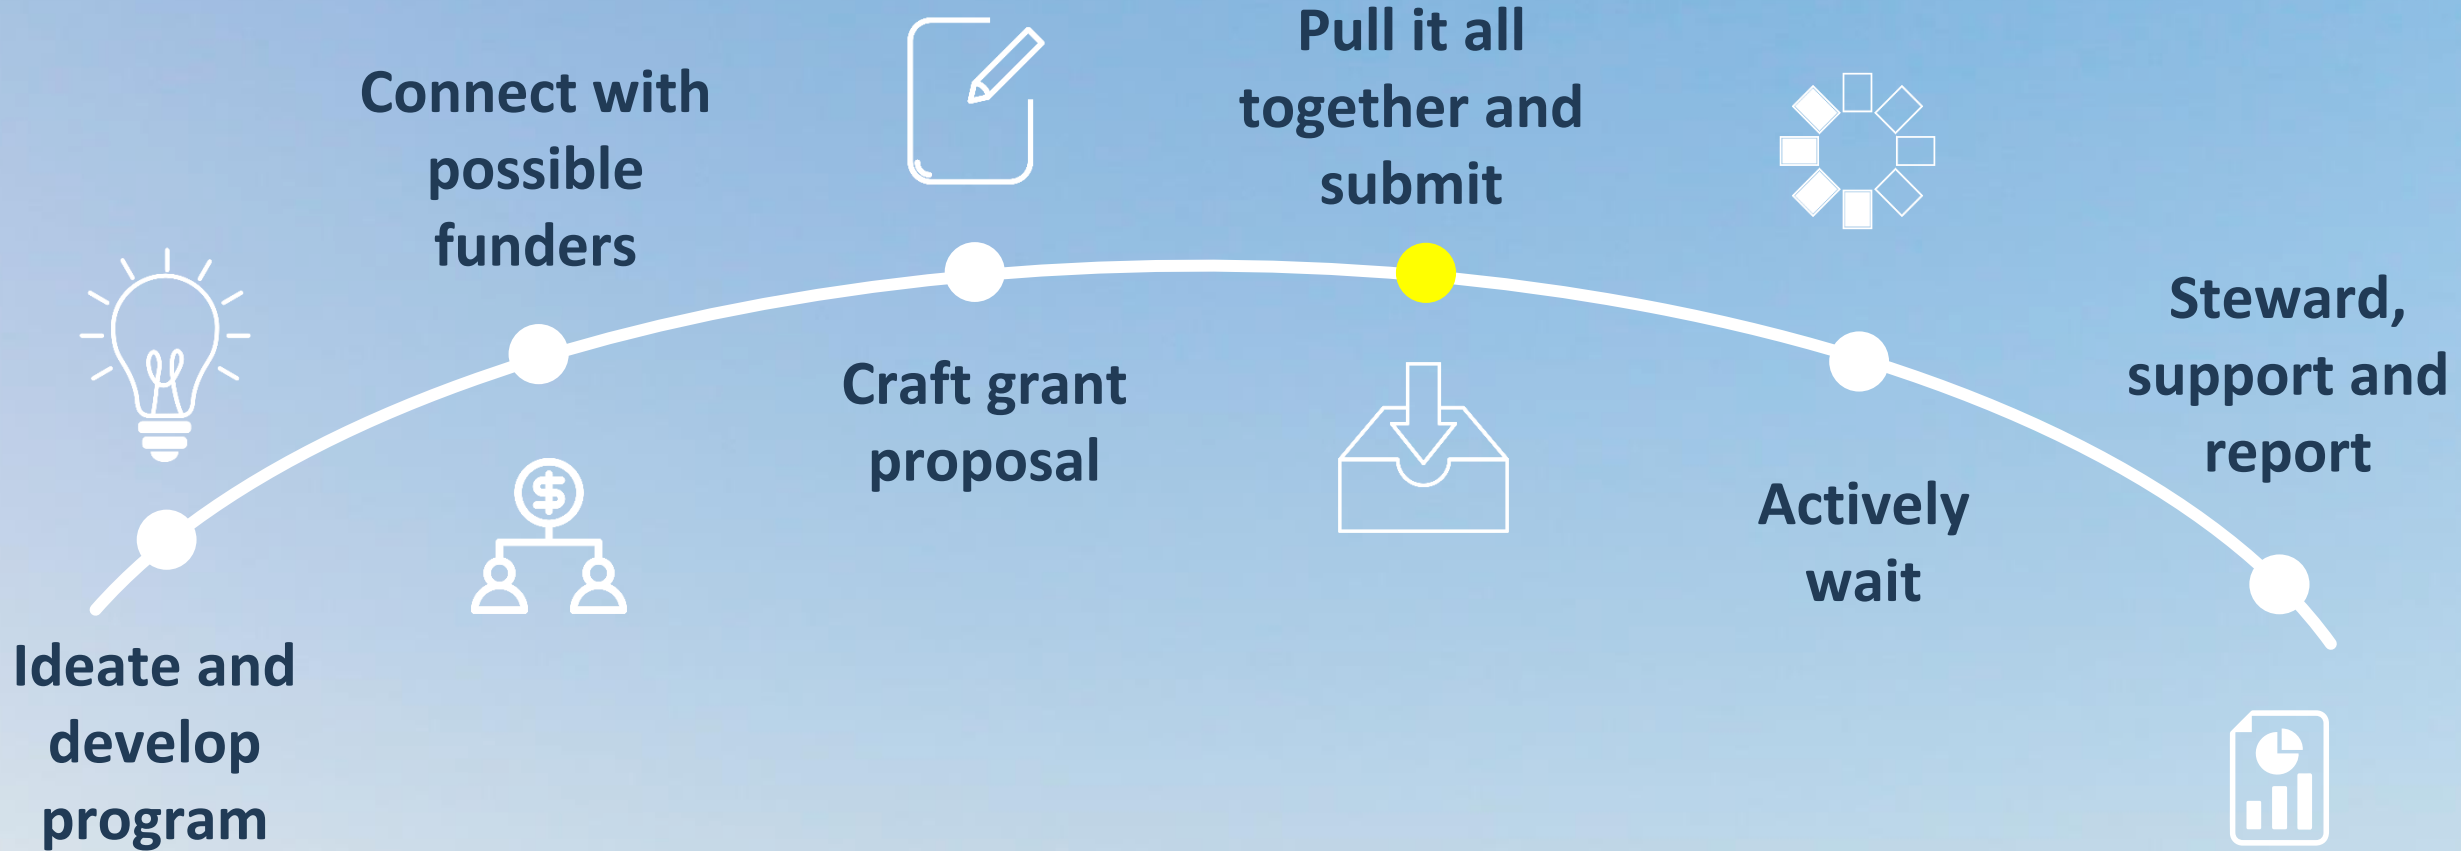 Ideate and
develop
program
Connect with
possible
funders
Craft grant
proposal
Pull it all
together and
submit
Actively
wait
Steward,
support and
report